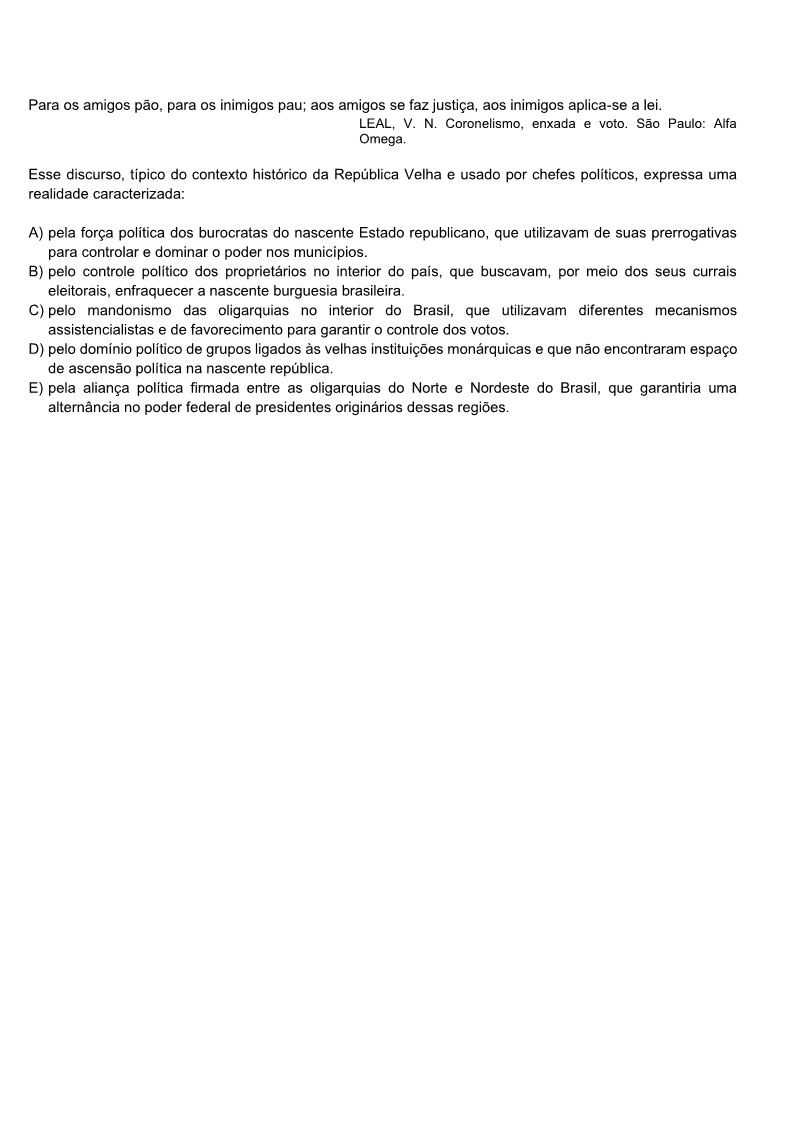 Para os amigos pão, para os inimigos pau; aos amigos se faz justiça, aos inimigos aplica-se a lei.
LEAL, V. N. Coronelismo, enxada e voto. São Paulo: Alfa
Omega.
Esse discurso, típico do contexto histórico da República Velha e usado por chefes políticos, expressa uma
realidade caracterizada:
A) pela força política dos burocratas do nascente Estado republicano, que utilizavam de suas prerrogativas
para controlar e dominar o poder nos municípios.
B) pelo controle político dos proprietários no interior do país, que buscavam, por meio dos seus currais
eleitorais, enfraquecer a nascente burguesia brasileira.
C) pelo mandonismo das oligarquias no interior do Brasil, que utilizavam diferentes mecanismos
assistencialistas e de favorecimento para garantir o controle dos votos.
D) pelo domínio político de grupos ligados às velhas instituições monárquicas e que não encontraram espaço
de ascensão política na nascente república.
E) pela aliança política firmada entre as oligarquias do Norte e Nordeste do Brasil, que garantiria uma
alternância no poder federal de presidentes originários dessas regiões.